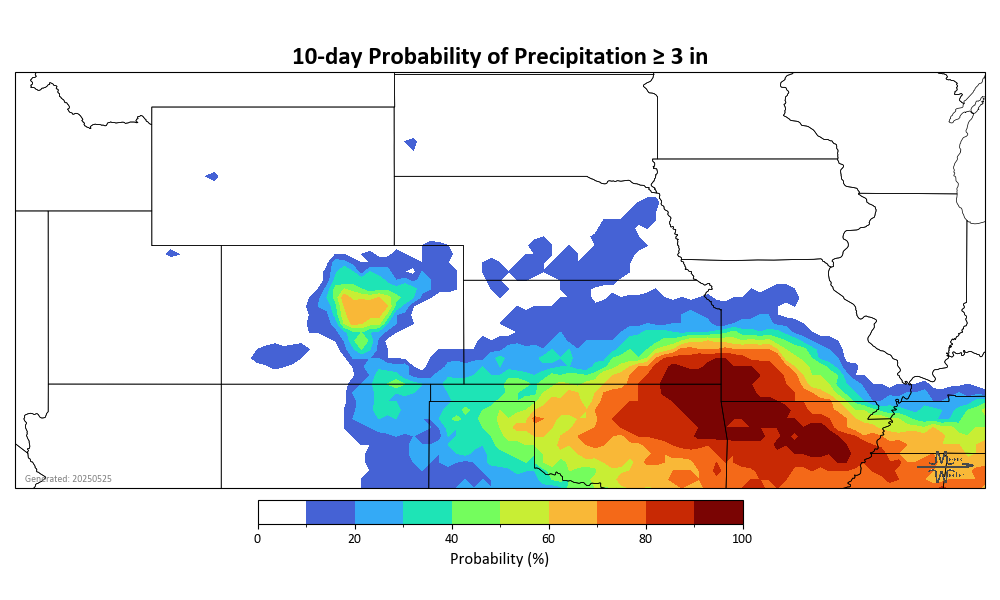 10-day Probability of Precipitation ≥ 3 in
Generated: 20250525
0 20 40 60 80 100
Probability (%)